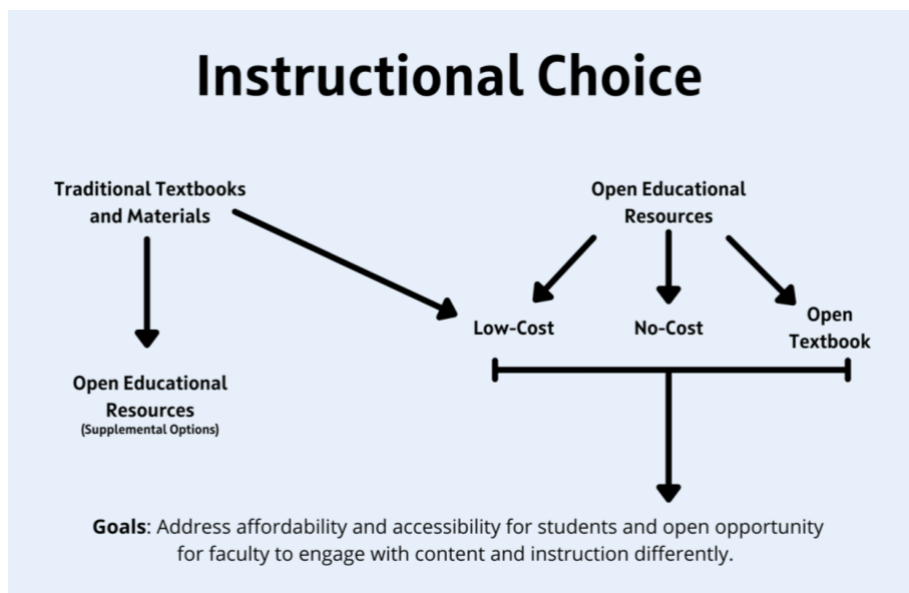 Instructional Choice
Traditional Textbooks
and Materials
Open Educational
Resources
(Supplemental Options)
Open Educational
Resources
Low-Cost
No-Cost
Open
Textbook
Goals: Address affordability and accessibility for students and open opportunity
for faculty to engage with content and instruction differently.